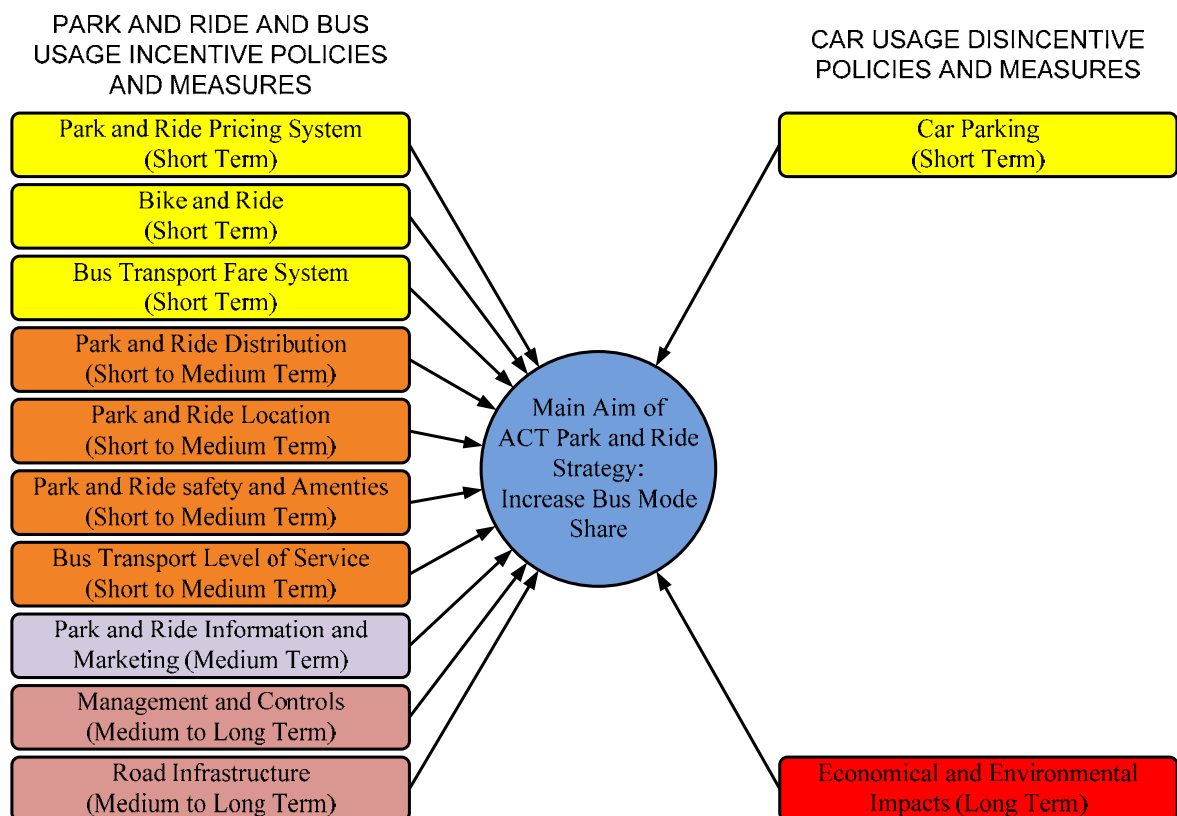 PARK AND RIDE AND BUS
USAGE INCENTIVE POLICIES
AND MEASURES
Park and Ride Pricing System
(Short Term)
Bike and Ride
(Short Term)
Bus Transport Fare System
(Short Term)
Park and Ride Distribution
(Short to Medium Term)
Park and Ride Location
(Short to Medium Term)
Park and Ride safety and Amenties
(Short to Medium Term)
Bus Transport Level of Service
(Short to Medium Term)
Park and Ride Information and
Marketing (Medium Term)
Management and Controls
(Medium to Long Term)
Road Infrastructure
(Medium to Long Term)
Main Aim of
ACT Park and Ride
Strategy:
Increase Bus Mode
Share
CAR USAGE DISINCENTIVE
POLICIES AND MEASURES
Car Parking
(Short Term)
Economical and Environmental
Impacts (Long Term)